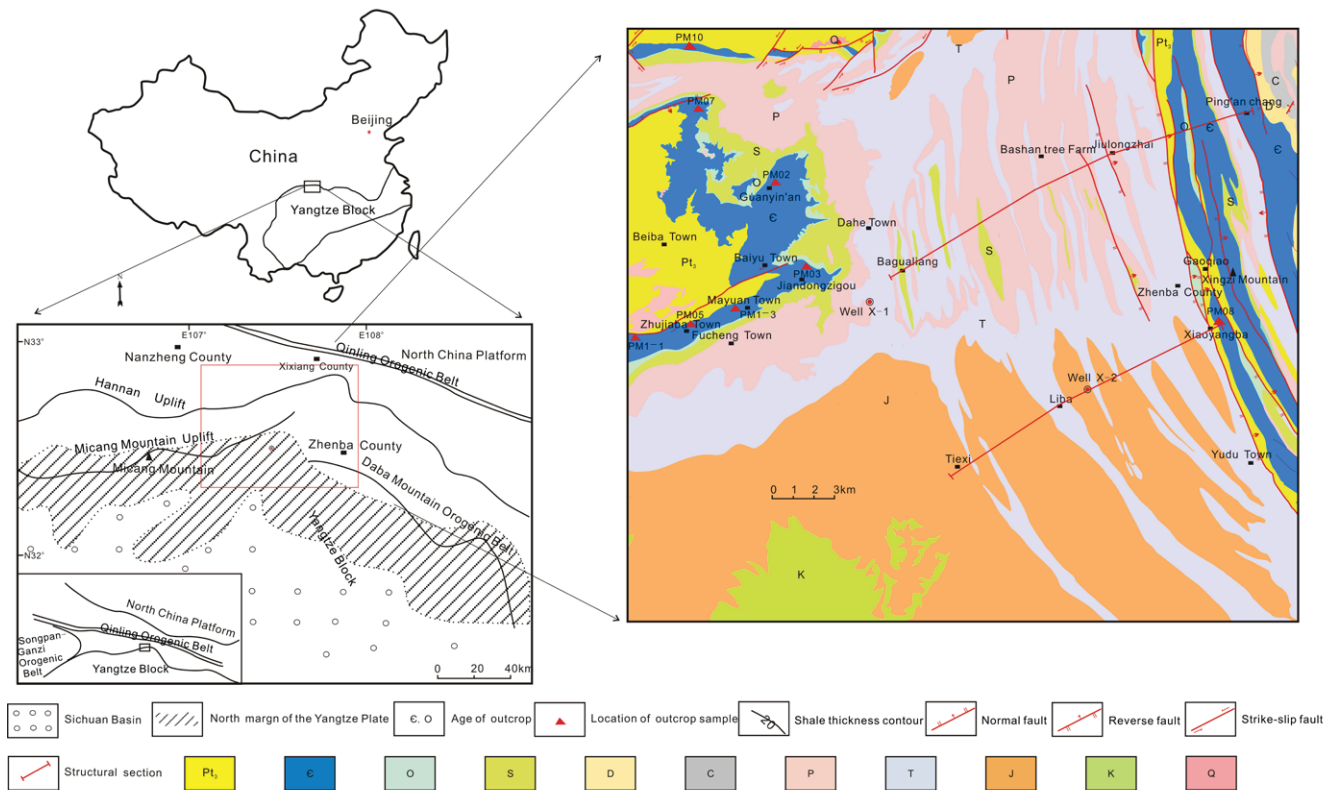 Beijing
China
Yangtze Block
N
E107°
E108°
N33°
N32°
Nanzheng County
Xixiang County
North China Platform
Qinling Orogenic Belt
Hannan Uplift
Micang Mountain Uplift
Micang Mountain
Zhenba County
Daba Mountain Orogenic Belt
Yangtze Block
North China Platform
Qinling Orogenic Belt
Songpan-
Ganzi
Orogenic
Belt
Yangtze Block
0 20 40km
PM10
O
T
P
Pt₃
C
D
PM07
P
Ping'an chang
O
Є
S
Bashan tree Farm
Jiulongzhai
Є
O
PM02
Guanyin'an
Є
S
Dahe Town
Beiba Town
S
Pt₃
Baiyu Town
PM03
Jiandongzigou
Bagualiang
Gaoqiao
Xingzi Mountain
Zhenba County
Mayuan Town
PM1-3
Well X-1
PM05
Zhujiaba Town
Fucheng Town
PM1-1
T
PM08
Xiaoyangba
J
Well X-2
Liba
Tiexi
Yudu Town
0 1 2 3km
K
Sichuan Basin
North margn of the Yangtze Plate
Є. O
Age of outcrop
Location of outcrop sample
20
Shale thickness contour
Normal fault
Reverse fault
Strike-slip fault
Structural section
Pt₃
Є
O
S
D
C
P
T
J
K
Q